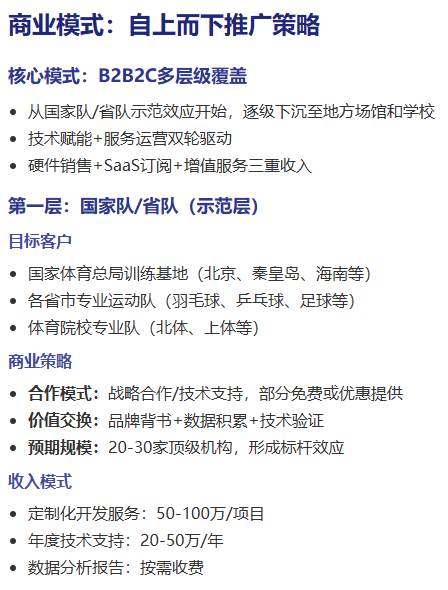 商业模式：自上而下推广策略
核心模式：B2B2C多层级覆盖
• 从国家队/省队示范效应开始，逐级下沉至地方场馆和学校
• 技术赋能+服务运营双轮驱动
• 硬件销售+SaaS订阅+增值服务三重收入
第一层：国家队/省队（示范层）
目标客户
• 国家体育总局训练基地（北京、秦皇岛、海南等）
• 各省市专业运动队（羽毛球、乒乓球、足球等）
• 体育院校专业队（北体、上体等）
商业策略
• 合作模式：战略合作/技术支持，部分免费或优惠提供
• 价值交换：品牌背书+数据积累+技术验证
• 预期规模：20-30家顶级机构，形成标杆效应
收入模式
• 定制化开发服务：50-100万/项目
• 年度技术支持：20-50万/年
• 数据分析报告：按需收费